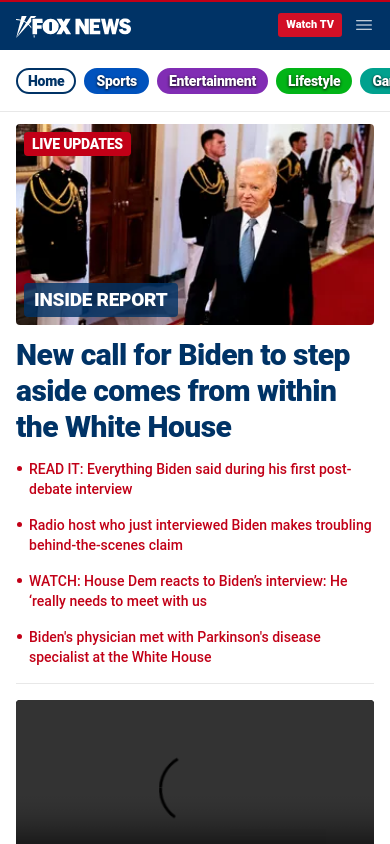 FOX NEWS
Watch TV
Home
Sports
Entertainment
Lifestyle
LIVE UPDATES
INSIDE REPORT
New call for Biden to step
aside comes from within
the White House
• READ IT: Everything Biden said during his first post-
debate interview
• Radio host who just interviewed Biden makes troubling
behind-the-scenes claim
• WATCH: House Dem reacts to Biden’s interview: He
‘really needs to meet with us
• Biden's physician met with Parkinson's disease
specialist at the White House